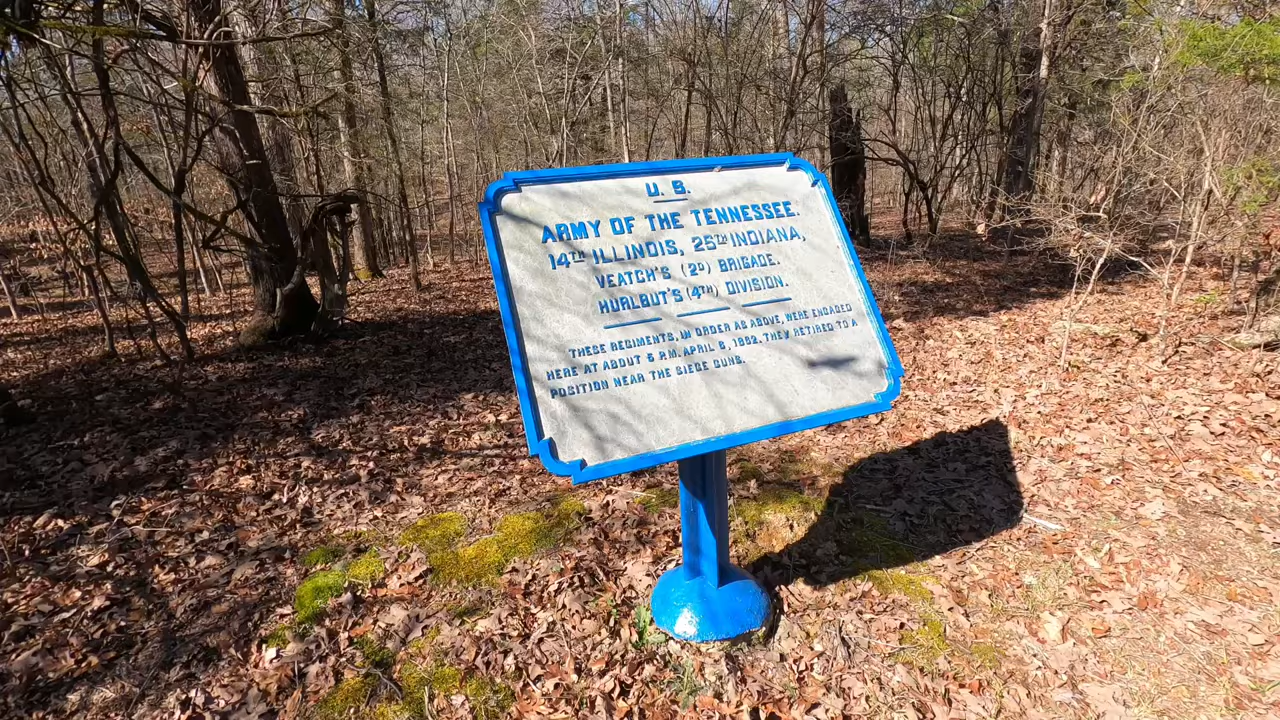 U. S.
ARMY OF THE TENNESSEE.
14TH ILLINOIS, 25TH INDIANA,
VEATCH'S (2D) BRIGADE.
HURLBUT'S (4TH) DIVISION.
THESE REGIMENTS, IN ORDER AS ABOVE, WERE ENGAGED
HERE AT ABOUT 5 P.M. APRIL 6, 1862. THEY RETIRED TO A
POSITION NEAR THE SIEGE GUNS.